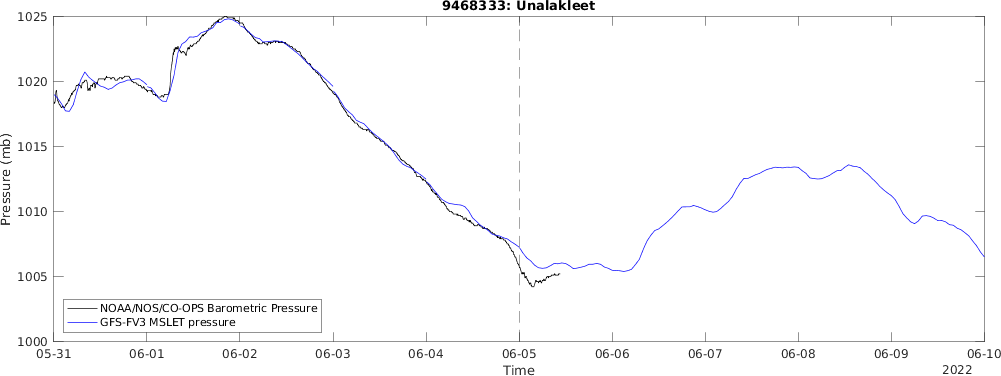 9468333: Unalakleet
Pressure (mb)
1025
1020
1015
1010
1005
1000
NOAA/NOS/CO-OPS Barometric Pressure
GFS-FV3 MSLET pressure
05-31 06-01 06-02 06-03 06-04 06-05 06-06 06-07 06-08 06-09 06-10
Time
2022